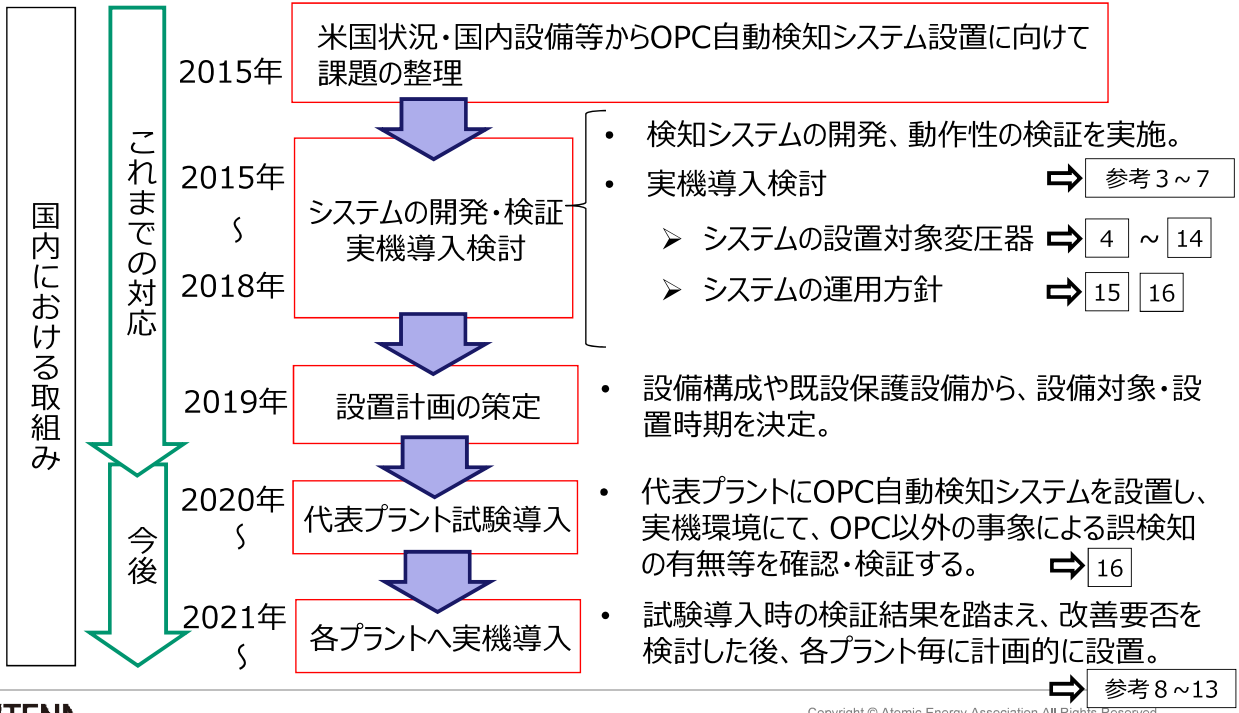 国内における取組み
これまでの対応
今後
2015年
米国状況・国内設備等からOPC自動検知システム設置に向けて
課題の整理
2015年
～
2018年
システムの開発・検証
実機導入検討
• 検知システムの開発、動作性の検証を実施。
⇨ 参考3~7
• 実機導入検討
➢ システムの設置対象変圧器 ⇨ 4 ~ 14
➢ システムの運用方針 ⇨ 15 16
2019年
設置計画の策定
• 設備構成や既設保護設備から、設備対象・設
置時期を決定。
2020年
～
代表プラント試験導入
• 代表プラントにOPC自動検知システムを設置し、
実機環境にて、OPC以外の事象による誤検知
の有無等を確認・検証する。 ⇨ 16
2021年
～
各プラントへ実機導入
• 試験導入時の検証結果を踏まえ、改善要否を
検討した後、各プラント毎に計画的に設置。
⇨ 参考8~13
Copyright © Atomic Energy Association All Rights Reserved